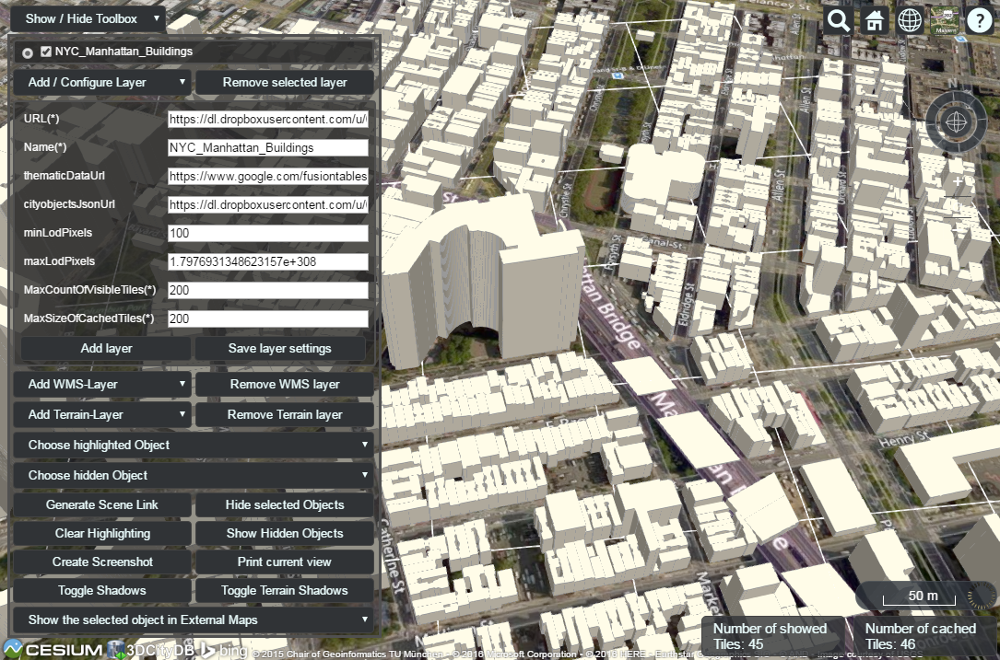 Show / Hide Toolbox
NYC_Manhattan_Buildings
Add / Configure Layer
Remove selected layer
URL(*)
https://dl.dropboxusercontent.com/u/
Name(*)
NYC_Manhattan_Buildings
thematicDataUrl
https://www.google.com/fusiontables
cityobjectsJsonUrl
https://dl.dropboxusercontent.com/u/
minLodPixels
100
maxLodPixels
1.7976931348623157e+308
MaxCountOfVisibleTiles(*)
200
MaxSizeOfCachedTiles(*)
200
Add layer
Save layer settings
Add WMS-Layer
Remove WMS layer
Add Terrain-Layer
Remove Terrain layer
Choose highlighted Object
Choose hidden Object
Generate Scene Link
Hide selected Objects
Clear Highlighting
Show Hidden Objects
Create Screenshot
Print current view
Toggle Shadows
Toggle Terrain Shadows
Show the selected object in External Maps
?
N
Allen St
Allen St
Canal St
Forsyth St
Eldridge St
Chrystie St
St
ttan Bridge
Henry St
Catherine St
Market
50 m
Number of showed
Tiles: 45
Number of cached
Tiles: 46
CESIUM
3DCityDB
bing
© 2015 Chair of Geoinformatics TU München - © 2016 Microsoft Corporation - © 2016 HERE - Earthstar